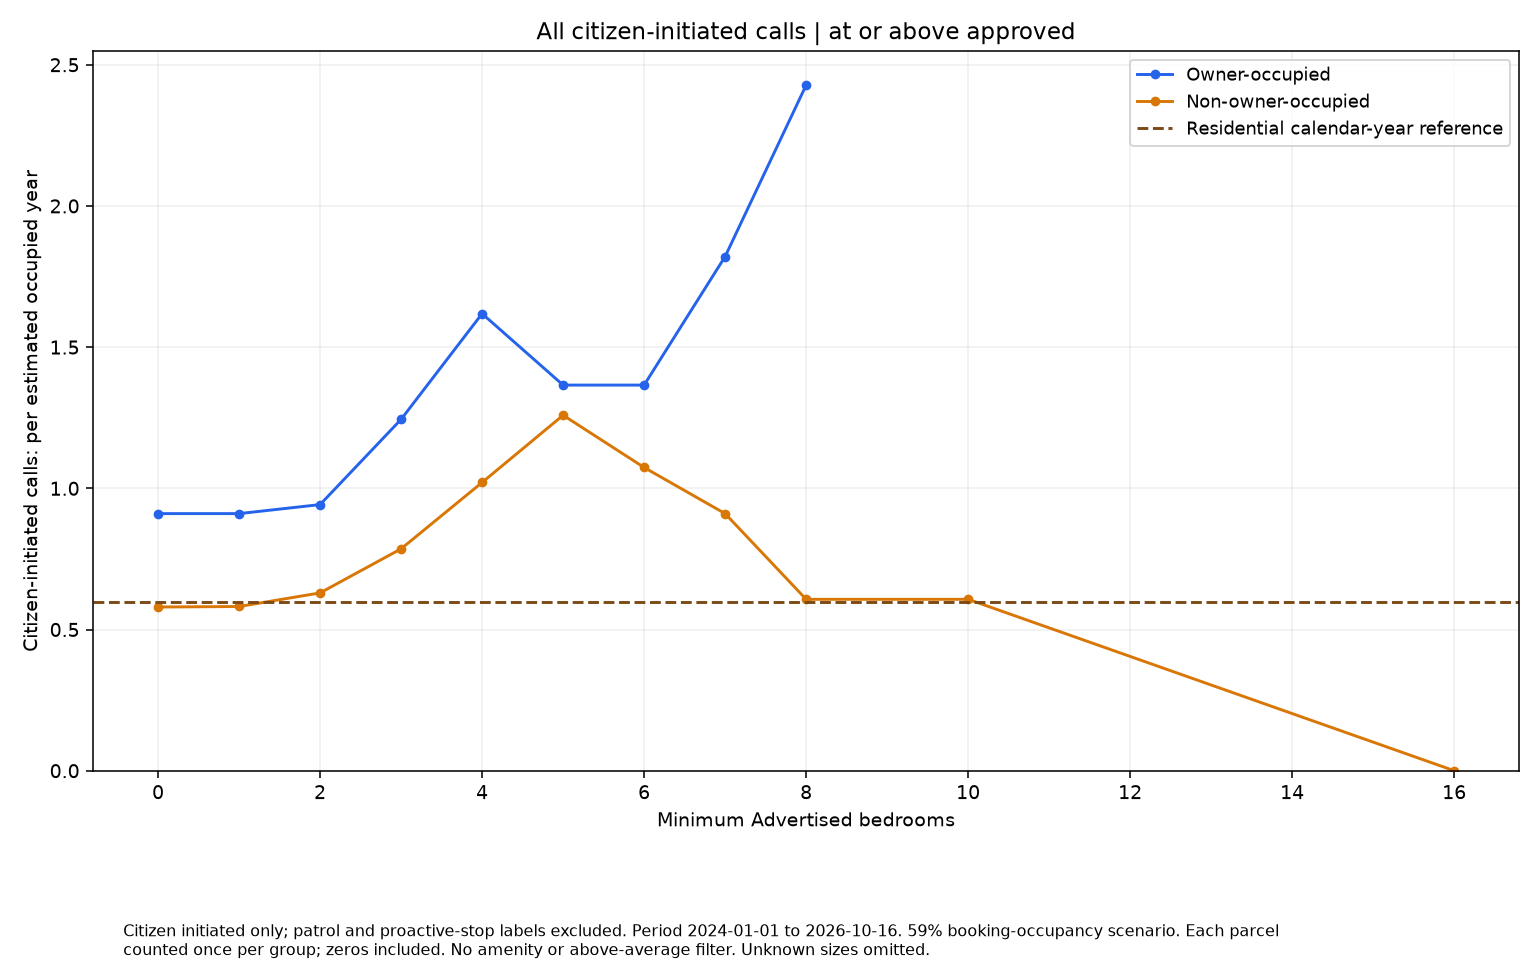 All citizen-initiated calls | at or above approved
Owner-occupied
Non-owner-occupied
Residential calendar-year reference
Citizen-initiated calls: per estimated occupied year
2.5
2.0
1.5
1.0
0.5
0.0
0 2 4 6 8 10 12 14 16
Minimum Advertised bedrooms
Citizen initiated only; patrol and proactive-stop labels excluded. Period 2024-01-01 to 2026-10-16. 59% booking-occupancy scenario. Each parcel
counted once per group; zeros included. No amenity or above-average filter. Unknown sizes omitted.